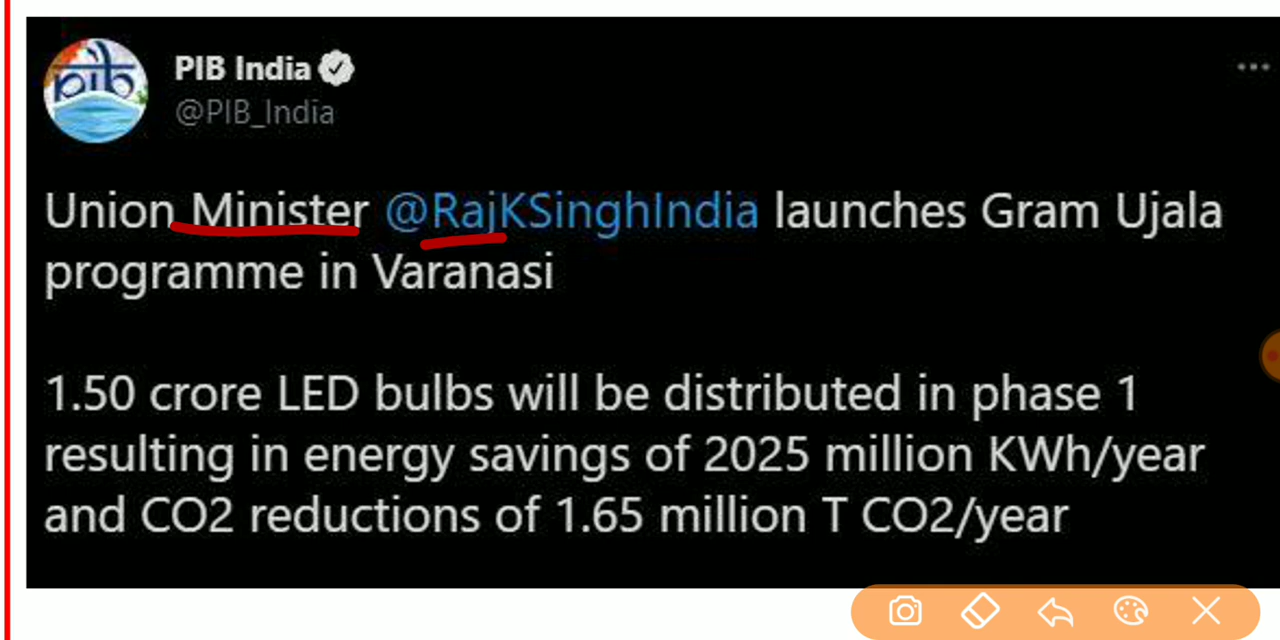 pib
PIB India
@PIB_India
Union Minister @RajKSinghIndia launches Gram Ujala
programme in Varanasi
1.50 crore LED bulbs will be distributed in phase 1
resulting in energy savings of 2025 million KWh/year
and CO2 reductions of 1.65 million T CO2/year